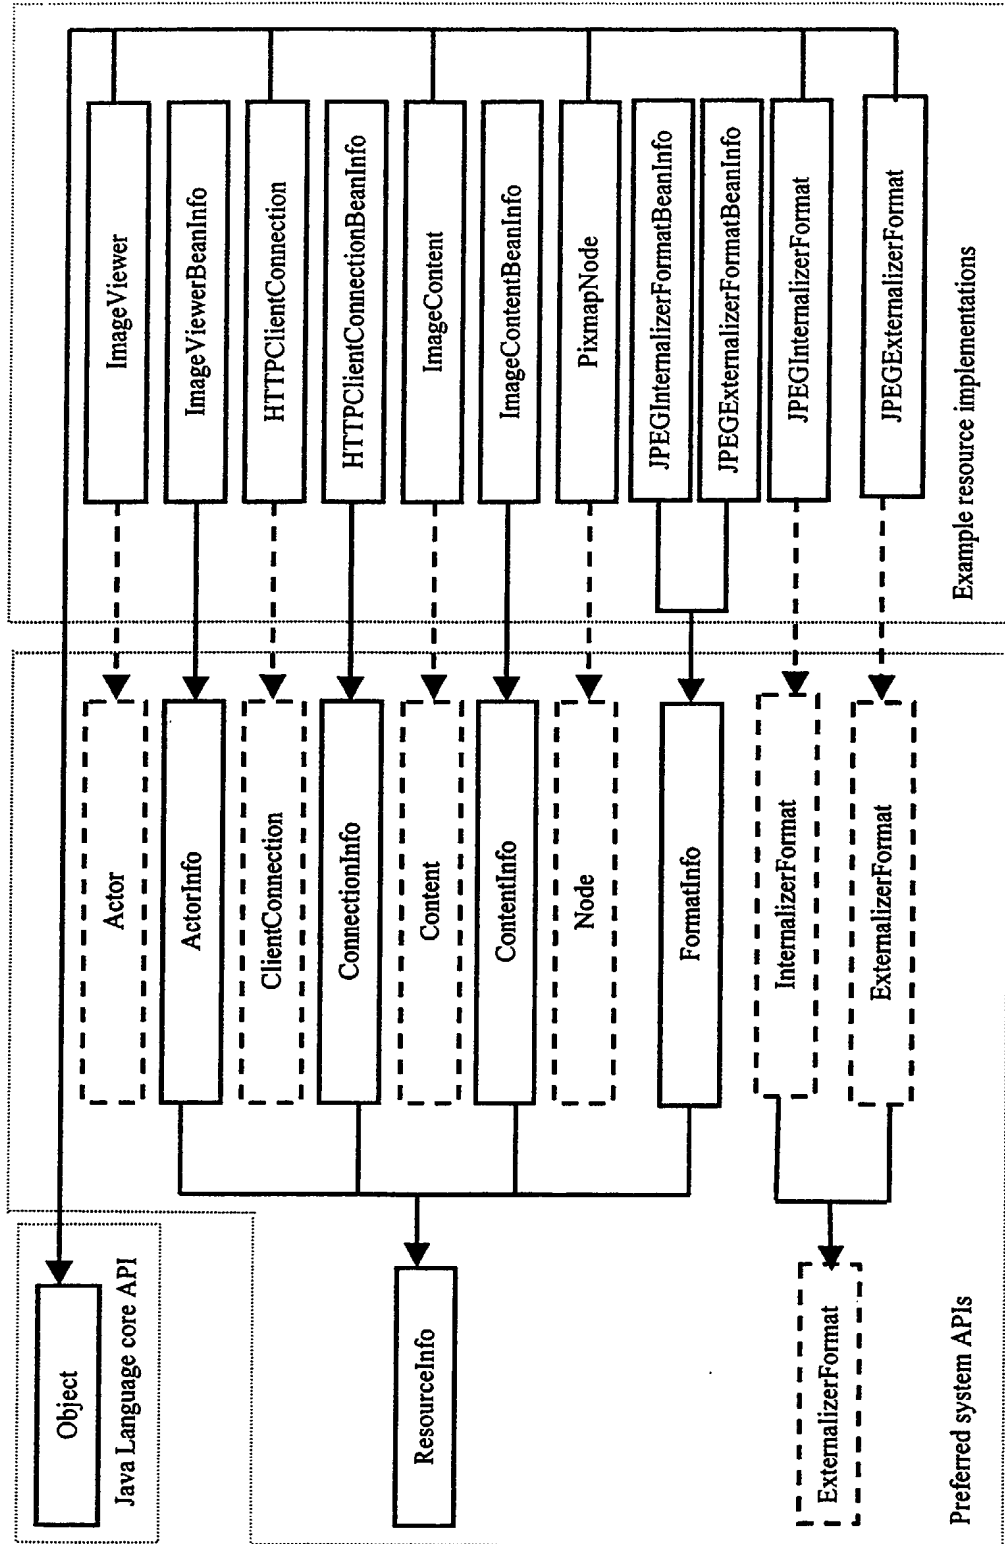 Object
Java Language core API
ResourceInfo
ExternalizerFormat
Preferred system APIs
Actor
ActorInfo
ClientConnection
ConnectionInfo
Content
ContentInfo
Node
FormatInfo
InternalizerFormat
ExternalizerFormat
ImageViewer
ImageViewerBeanInfo
HTTPClientConnection
HTTPClientConnectionBeanInfo
ImageContent
ImageContentBeanInfo
PixmapNode
JPEGInternalizerFormatBeanInfo
JPEGExternalizerFormatBeanInfo
JPEGInternalizerFormat
JPEGExternalizerFormat
Example resource implementations